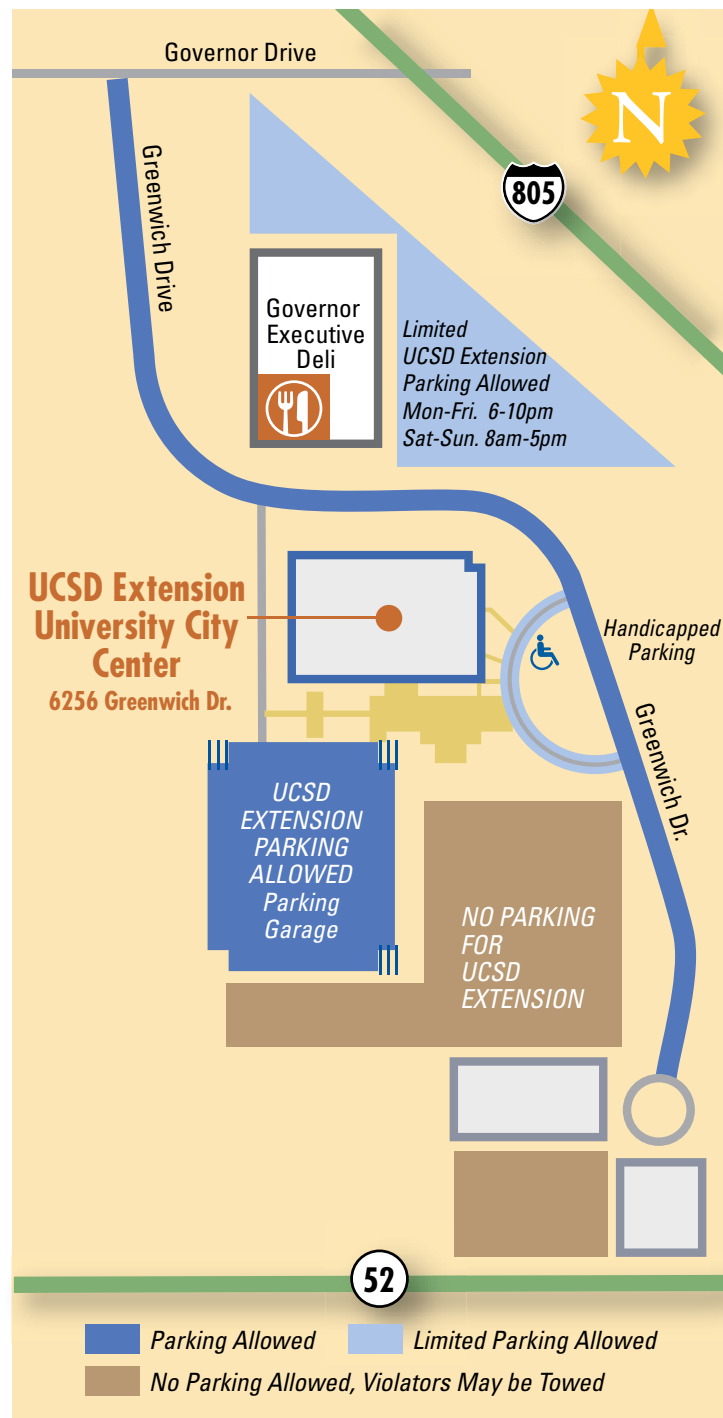 Governor Drive
N
Greenwich Drive
805
Governor
Executive
Deli
Limited
UCSD Extension
Parking Allowed
Mon-Fri.  6-10pm
Sat-Sun. 8am-5pm
UCSD Extension
University City
Center
6256 Greenwich Dr.
Handicapped
Parking
Greenwich Dr.
UCSD
EXTENSION
PARKING
ALLOWED
Parking
Garage
NO PARKING
FOR
UCSD
EXTENSION
52
Parking Allowed
Limited Parking Allowed
No Parking Allowed, Violators May be Towed